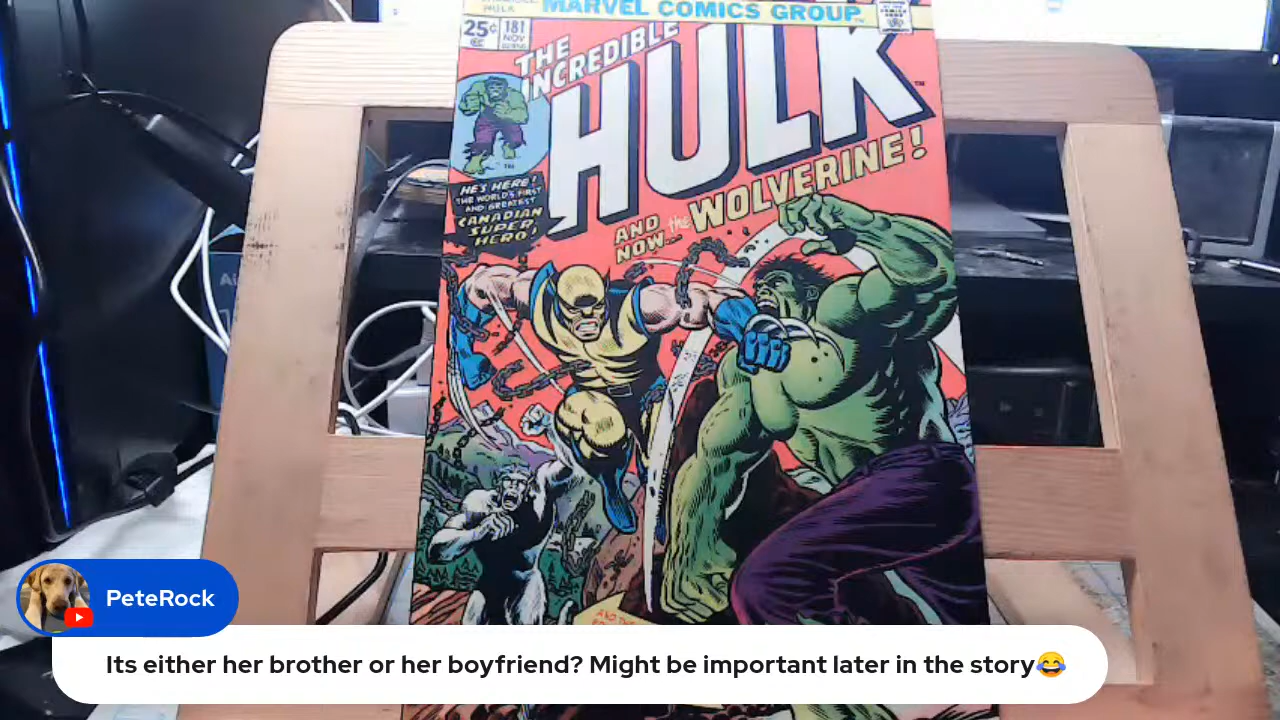 MARVEL COMICS GROUP
HULK
25¢
181
NOV
THE
INCREDIBLE
HULK
TM
HE'S HERE!
THE WORLD'S FIRST
AND GREATEST
CANADIAN
SUPER
HERO!
AND
NOW... the WOLVERINE!
PeteRock
Its either her brother or her boyfriend? Might be important later in the story😂